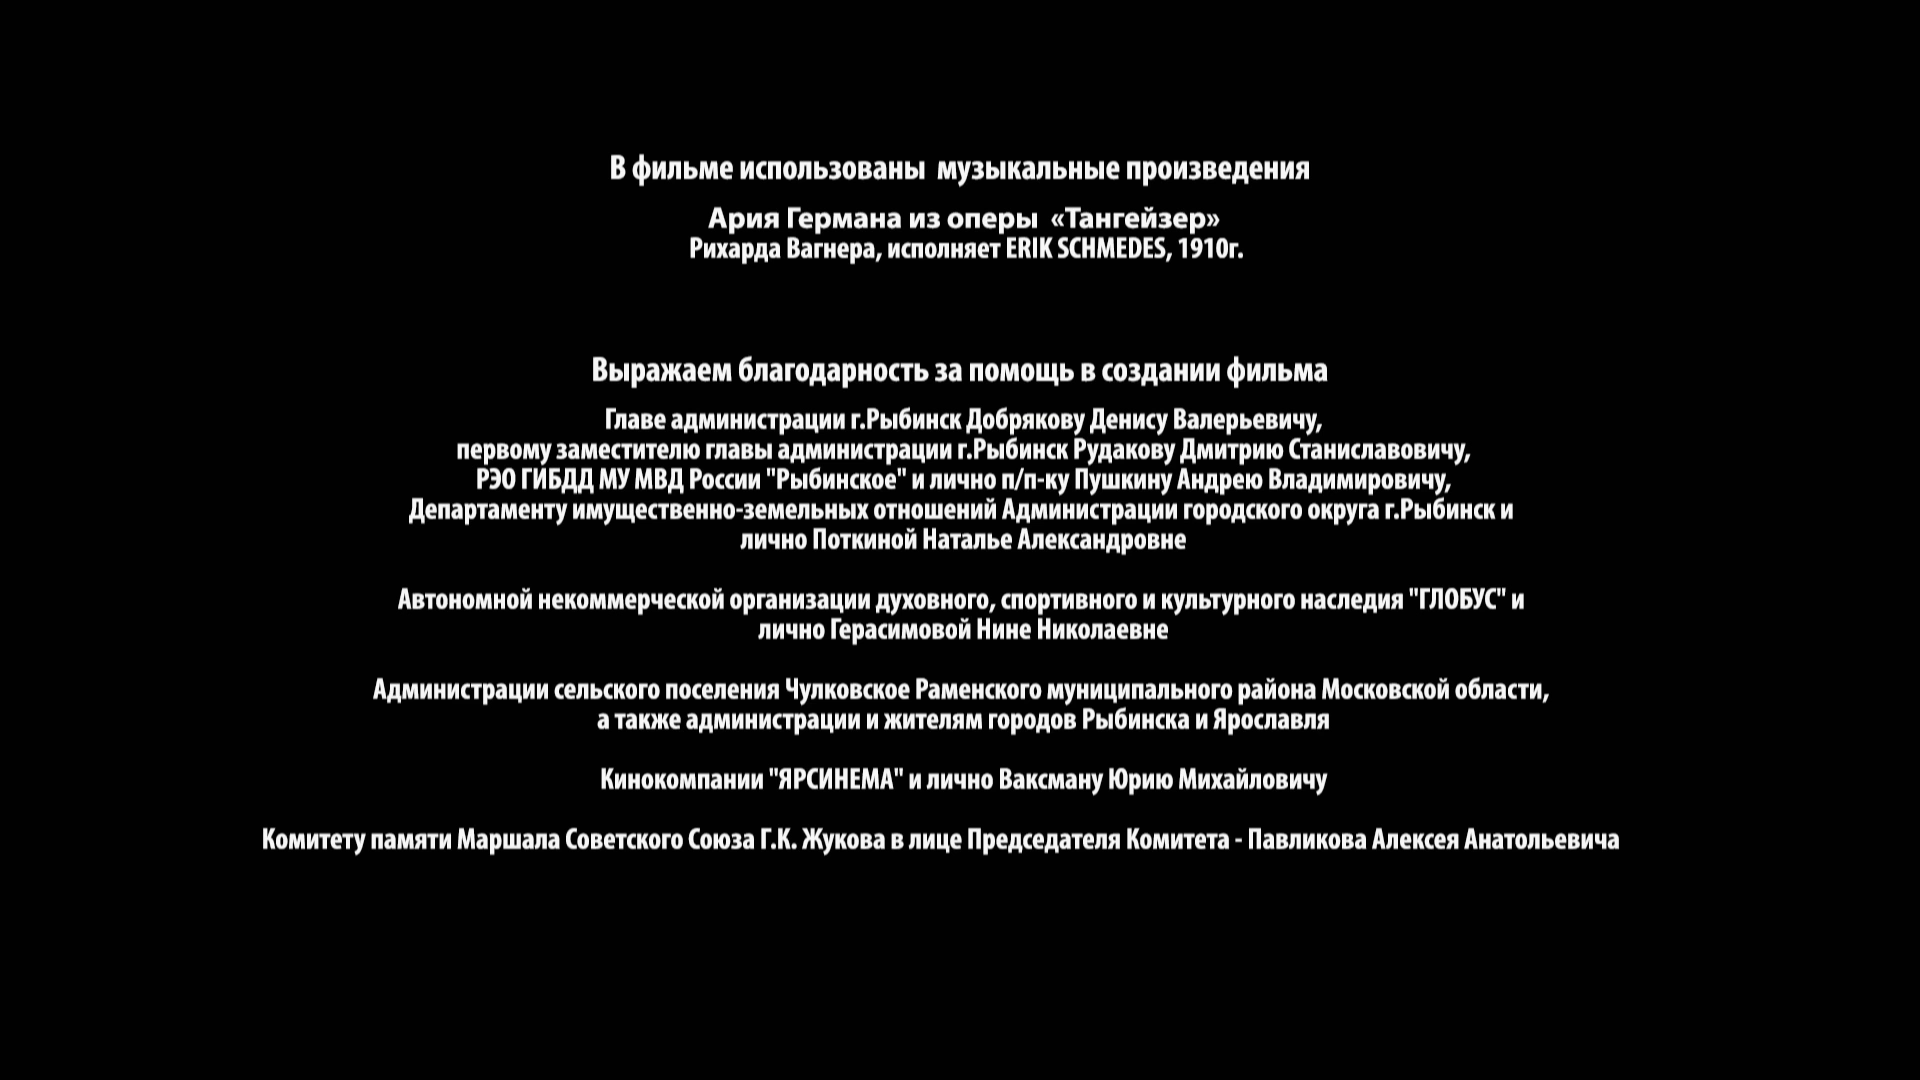 В фильме использованы  музыкальные произведения
Ария Германа из оперы  «Тангейзер»
Рихарда Вагнера, исполняет ERIK SCHMEDES, 1910г.
Выражаем благодарность за помощь в создании фильма
Главе администрации г.Рыбинск Добрякову Денису Валерьевичу,
первому заместителю главы администрации г.Рыбинск Рудакову Дмитрию Станиславовичу,
РЭО ГИБДД МУ МВД России "Рыбинское" и лично п/п-ку Пушкину Андрею Владимировичу,
Департаменту имущественно-земельных отношений Администрации городского округа г.Рыбинск и
лично Поткиной Наталье Александровне
Автономной некоммерческой организации духовного, спортивного и культурного наследия "ГЛОБУС" и
лично Герасимовой Нине Николаевне
Администрации сельского поселения Чулковское Раменского муниципального района Московской области,
а также администрации и жителям городов Рыбинска и Ярославля
Кинокомпании "ЯРСИНЕМА" и лично Ваксману Юрию Михайловичу
Комитету памяти Маршала Советского Союза Г.К. Жукова в лице Председателя Комитета - Павликова Алексея Анатольевича